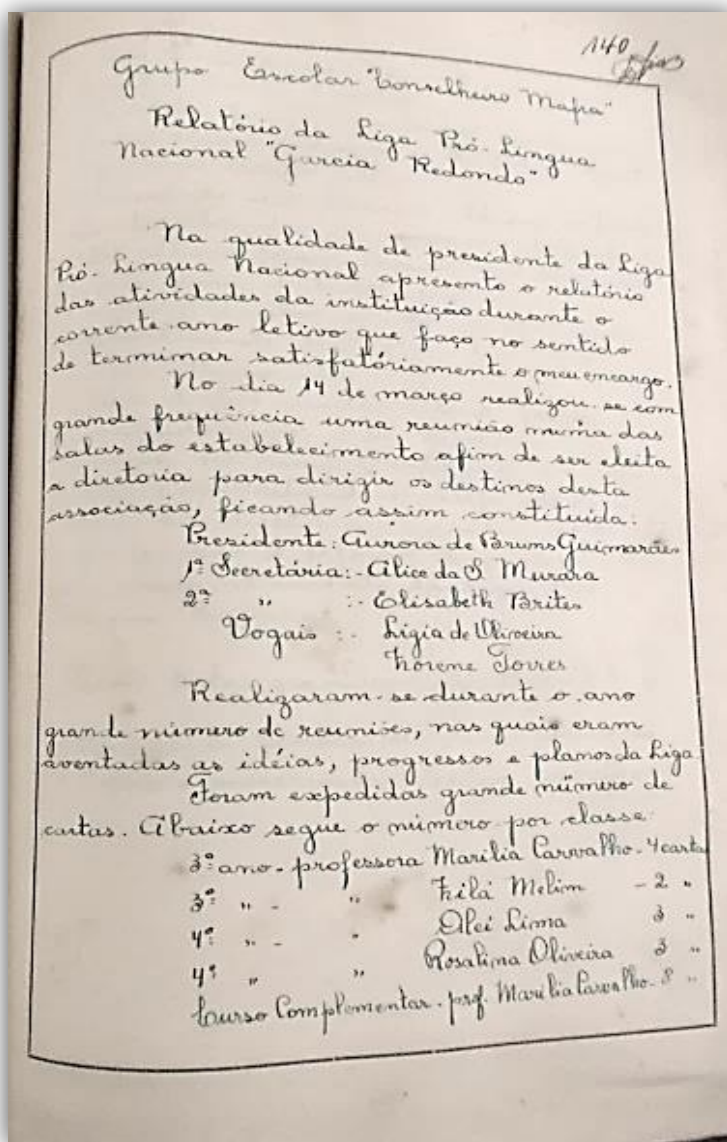 140
Grupo Escolar "Conselheiro Mafra"
Relatório da Liga Pró-Lingua
Nacional "Garcia Redondo"
Na qualidade de presidente da Liga
Pró-Lingua Nacional apresento o relatório
das atividades da instituição durante o
corrente ano letivo que faço no sentido
de terminar satisfatóriamente o meu encargo.
No dia 14 de março realizou-se com
grande frequência uma reunião numa das
salas do estabelecimento afim de ser eleita
a diretoria para dirigir os destinos desta
associação, ficando assim constituida:
Presidente: Aurora de Bruns Guimarães
1ª Secretária:- Alice da S. Murara
2ª " :- Elisabeth Brites
Vogais :- Ligia de Oliveira
Torres
Realizaram-se durante o ano
grande número de reuniões, nas quais eram
aventadas as idéias, progressos e planos da Liga
Foram expedidas grande número de
cartas. Abaixo segue o número por classe:
3º ano - professora Marilia Carvalho - 4 carta
3º " - " Melim - 2 "
4º " - " Lima 3 "
4º " " Rosalina Oliveira 3 "
Curso Complementar - prof. Marilia Carvalho - "